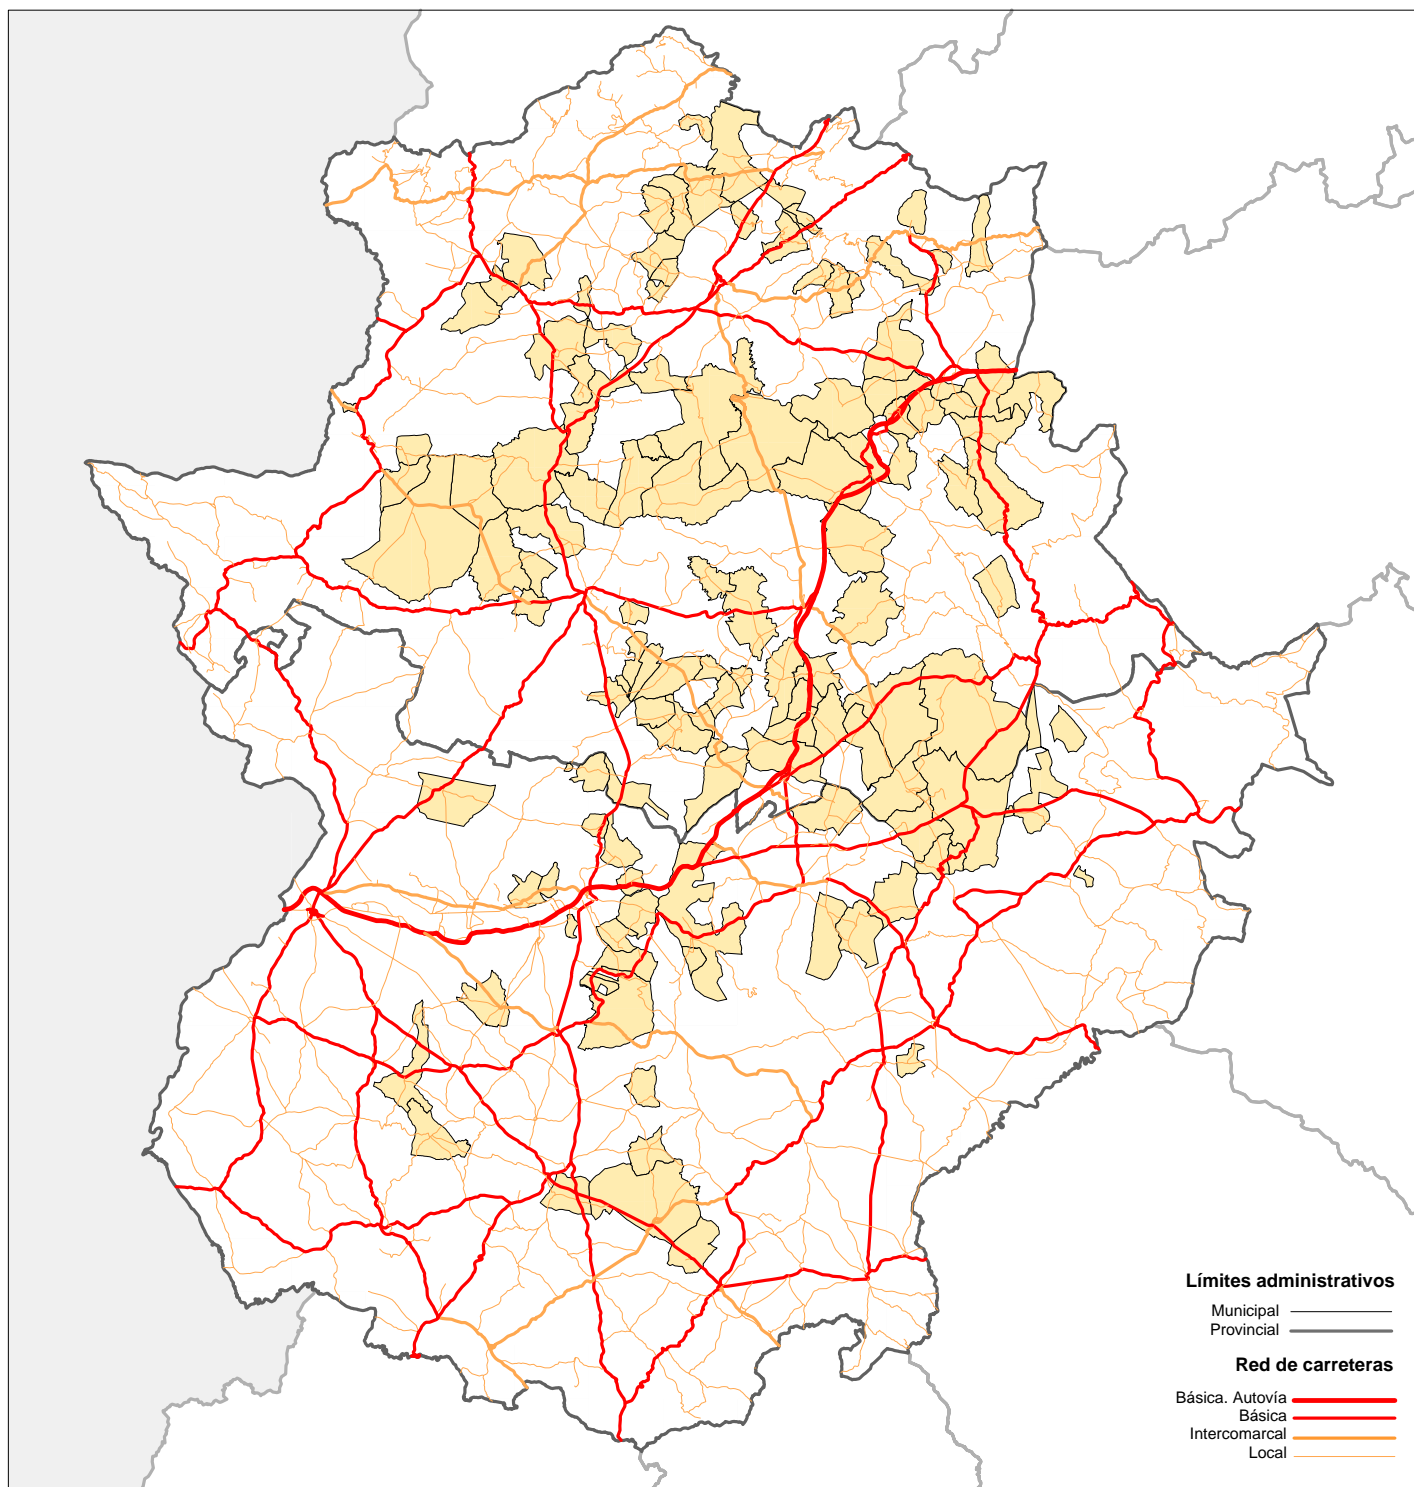 Límites administrativos
Municipal
Provincial
Red de carreteras
Básica. Autovía
Básica
Intercomarcal
Local